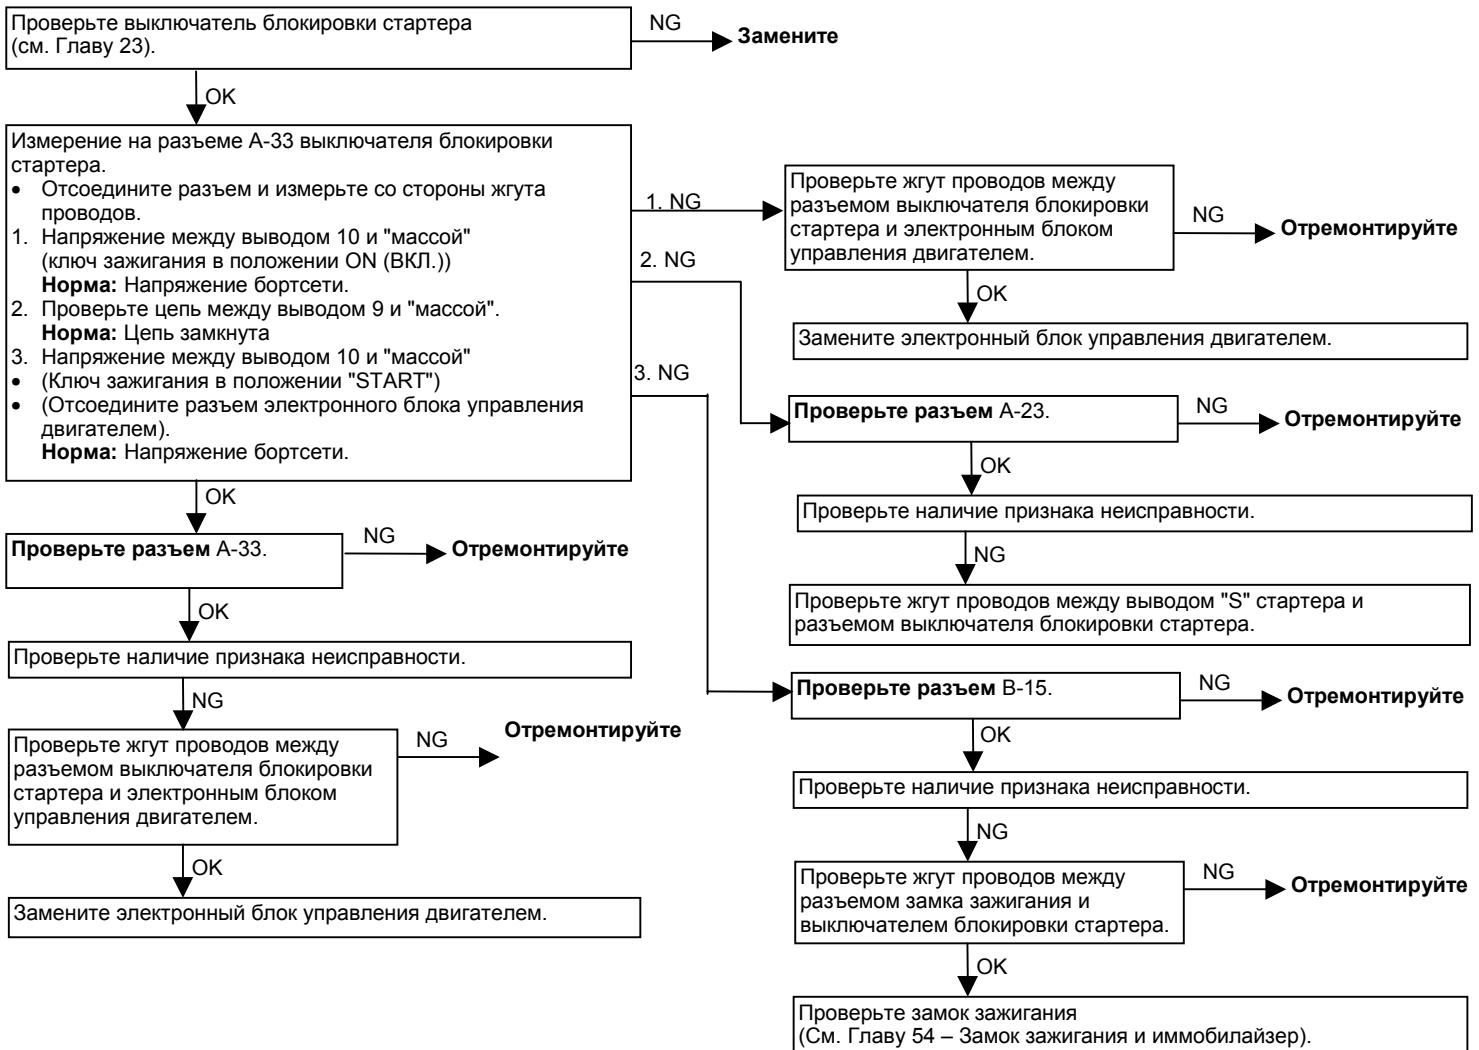 Проверьте выключатель блокировки стартера
(см. Главу 23).
NG
Замените
OK
Измерение на разъеме А-33 выключателя блокировки
стартера.
• Отсоедините разъем и измерьте со стороны жгута
проводов.
1. Напряжение между выводом 10 и "массой"
(ключ зажигания в положении ON (ВКЛ.))
Норма: Напряжение бортсети.
2. Проверьте цепь между выводом 9 и "массой".
Норма: Цепь замкнута
3. Напряжение между выводом 10 и "массой"
• (Ключ зажигания в положении "START")
• (Отсоедините разъем электронного блока управления
двигателем).
Норма: Напряжение бортсети.
1. NG
2. NG
3. NG
OK
Проверьте разъем А-33.
NG
Отремонтируйте
OK
Проверьте наличие признака неисправности.
NG
Проверьте жгут проводов между
разъемом выключателя блокировки
стартера и электронным блоком
управления двигателем.
NG
Отремонтируйте
OK
Замените электронный блок управления двигателем.
Проверьте жгут проводов между
разъемом выключателя блокировки
стартера и электронным блоком
управления двигателем.
NG
Отремонтируйте
OK
Замените электронный блок управления двигателем.
Проверьте разъем А-23.
NG
Отремонтируйте
OK
Проверьте наличие признака неисправности.
NG
Проверьте жгут проводов между выводом "S" стартера и
разъемом выключателя блокировки стартера.
Проверьте разъем В-15.
NG
Отремонтируйте
OK
Проверьте наличие признака неисправности.
NG
Проверьте жгут проводов между
разъемом замка зажигания и
выключателем блокировки стартера.
NG
Отремонтируйте
OK
Проверьте замок зажигания
(См. Главу 54 – Замок зажигания и иммобилайзер).